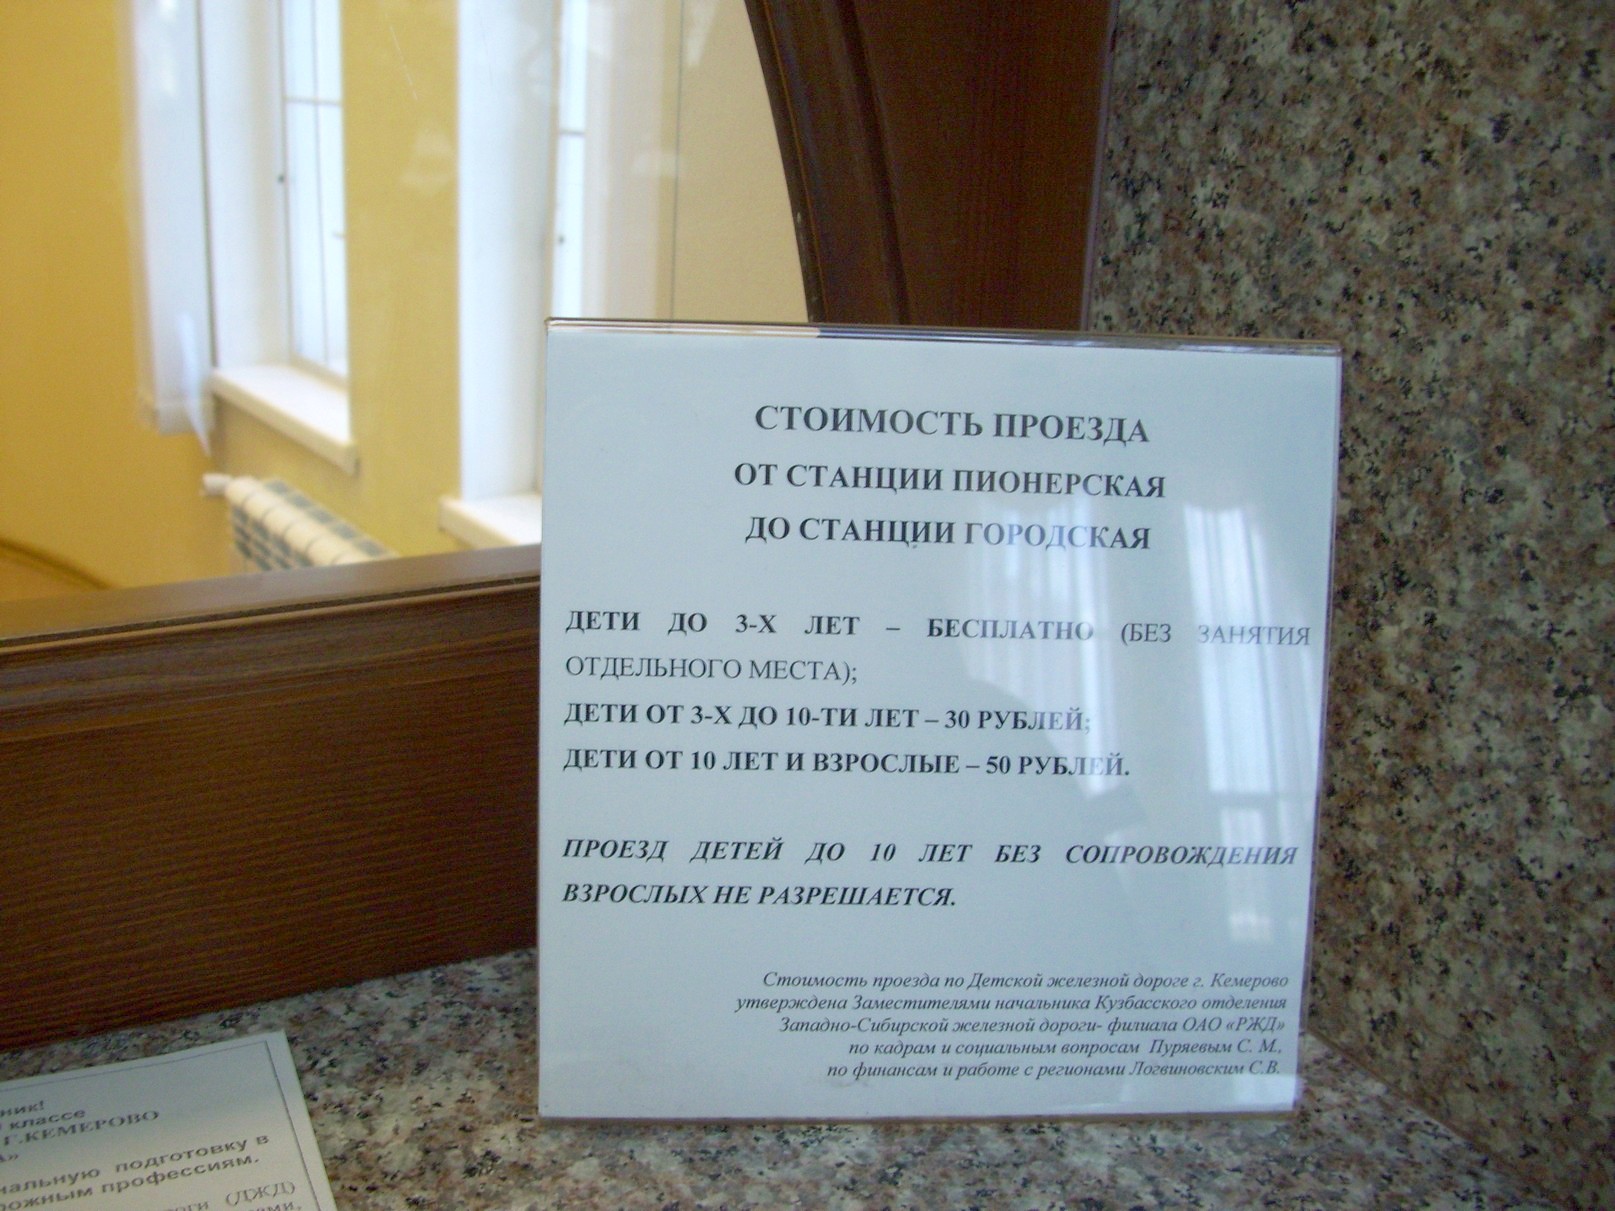 СТОИМОСТЬ ПРОЕЗДА
ОТ СТАНЦИИ ПИОНЕРСКАЯ
ДО СТАНЦИИ ГОРОДСКАЯ
ДЕТИ ДО 3-Х ЛЕТ – БЕСПЛАТНО (БЕЗ ЗАНЯТИЯ
ОТДЕЛЬНОГО МЕСТА);
ДЕТИ ОТ 3-Х ДО 10-ТИ ЛЕТ – 30 РУБЛЕЙ;
ДЕТИ ОТ 10 ЛЕТ И ВЗРОСЛЫЕ – 50 РУБЛЕЙ.
ПРОЕЗД ДЕТЕЙ ДО 10 ЛЕТ БЕЗ СОПРОВОЖДЕНИЯ
ВЗРОСЛЫХ НЕ РАЗРЕШАЕТСЯ.
Стоимость проезда по Детской железной дороге г. Кемерово
утверждена Заместителями начальника Кузбасского отделения
Западно-Сибирской железной дороги- филиала ОАО «РЖД»
по кадрам и социальным вопросам Пуряевым С. М.,
по финансам и работе с регионами Логвиновским С.В.
классе
Г.КЕМЕРОВО
подготовку в
профессиям.
(ДЖД)